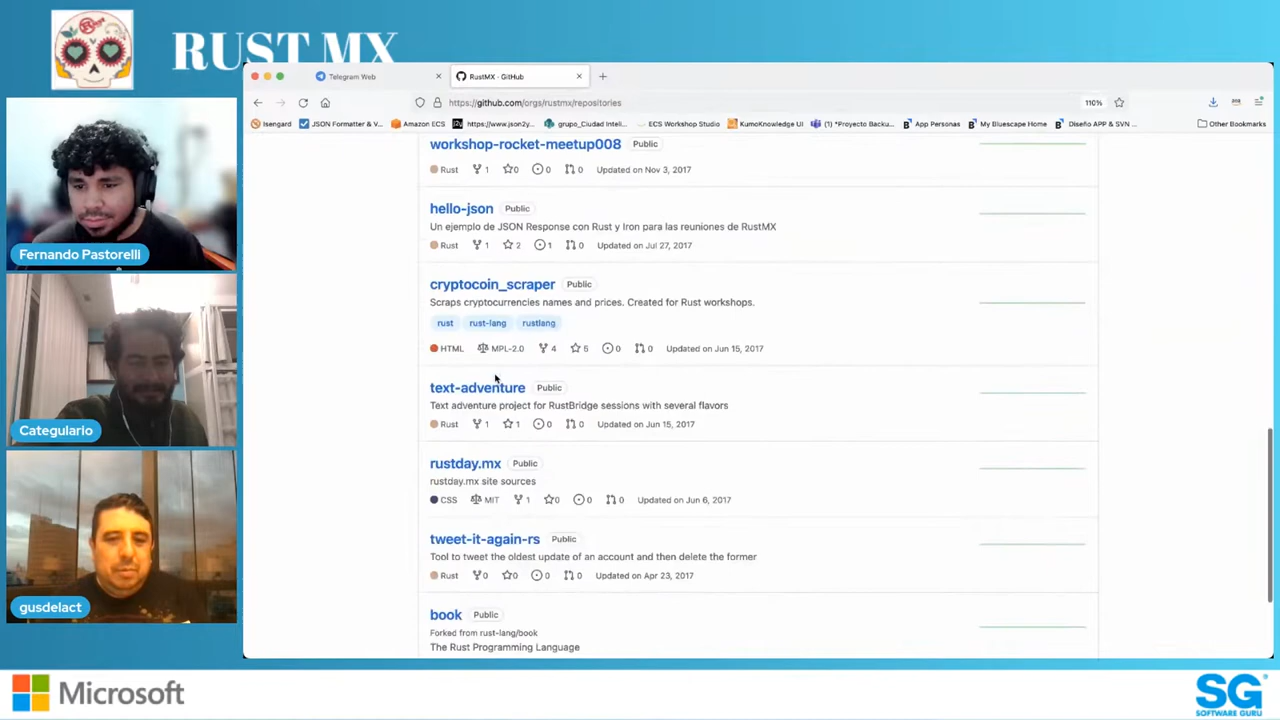 RUST MX
Telegram Web
RustMX · GitHub
https://github.com/orgs/rustmx/repositories
110%
Isengard
JSON Formatter & V...
Amazon ECS
https://www.json2y...
grupo_Ciudad Inteli...
ECS Workshop Studio
KumoKnowledge UI
(1) *Proyecto Backu...
App Personas
My Bluescape Home
Diseño APP & SVN ...
Other Bookmarks
workshop-rocket-meetup008 Public
Rust 1 0 0 0 Updated on Nov 3, 2017
hello-json Public
Un ejemplo de JSON Response con Rust y Iron para las reuniones de RustMX
Rust 1 2 1 0 Updated on Jul 27, 2017
cryptocoin_scraper Public
Scraps cryptocurrencies names and prices. Created for Rust workshops.
rust rust-lang rustlang
HTML MPL-2.0 4 5 0 0 Updated on Jun 15, 2017
text-adventure Public
Text adventure project for RustBridge sessions with several flavors
Rust 1 1 0 0 Updated on Jun 15, 2017
rustday.mx Public
rustday.mx site sources
CSS MIT 1 0 0 0 Updated on Jun 6, 2017
tweet-it-again-rs Public
Tool to tweet the oldest update of an account and then delete the former
Rust 0 0 0 0 Updated on Apr 23, 2017
book Public
Forked from rust-lang/book
The Rust Programming Language
Fernando Pastorelli
Categulario
gusdelact
Microsoft
SG
SOFTWARE GURU